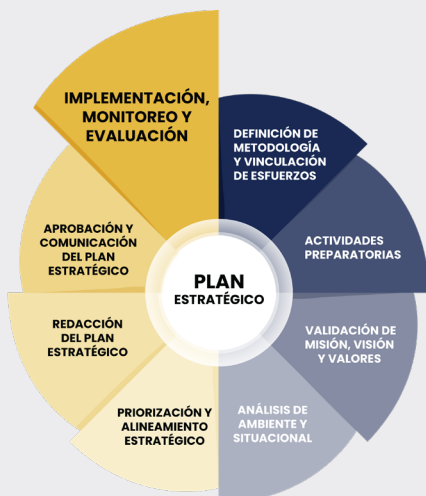 IMPLEMENTACIÓN,
MONITOREO Y
EVALUACIÓN
DEFINICIÓN DE
METODOLOGÍA
Y VINCULACIÓN
DE ESFUERZOS
ACTIVIDADES
PREPARATORIAS
VALIDACIÓN DE
MISIÓN, VISIÓN
Y VALORES
ANÁLISIS DE
AMBIENTE Y
SITUACIONAL
PRIORIZACIÓN Y
ALINEAMIENTO
ESTRATÉGICO
REDACCIÓN
DEL PLAN
ESTRATÉGICO
APROBACIÓN Y
COMUNICACIÓN
DEL PLAN
ESTRATÉGICO
PLAN
ESTRATÉGICO